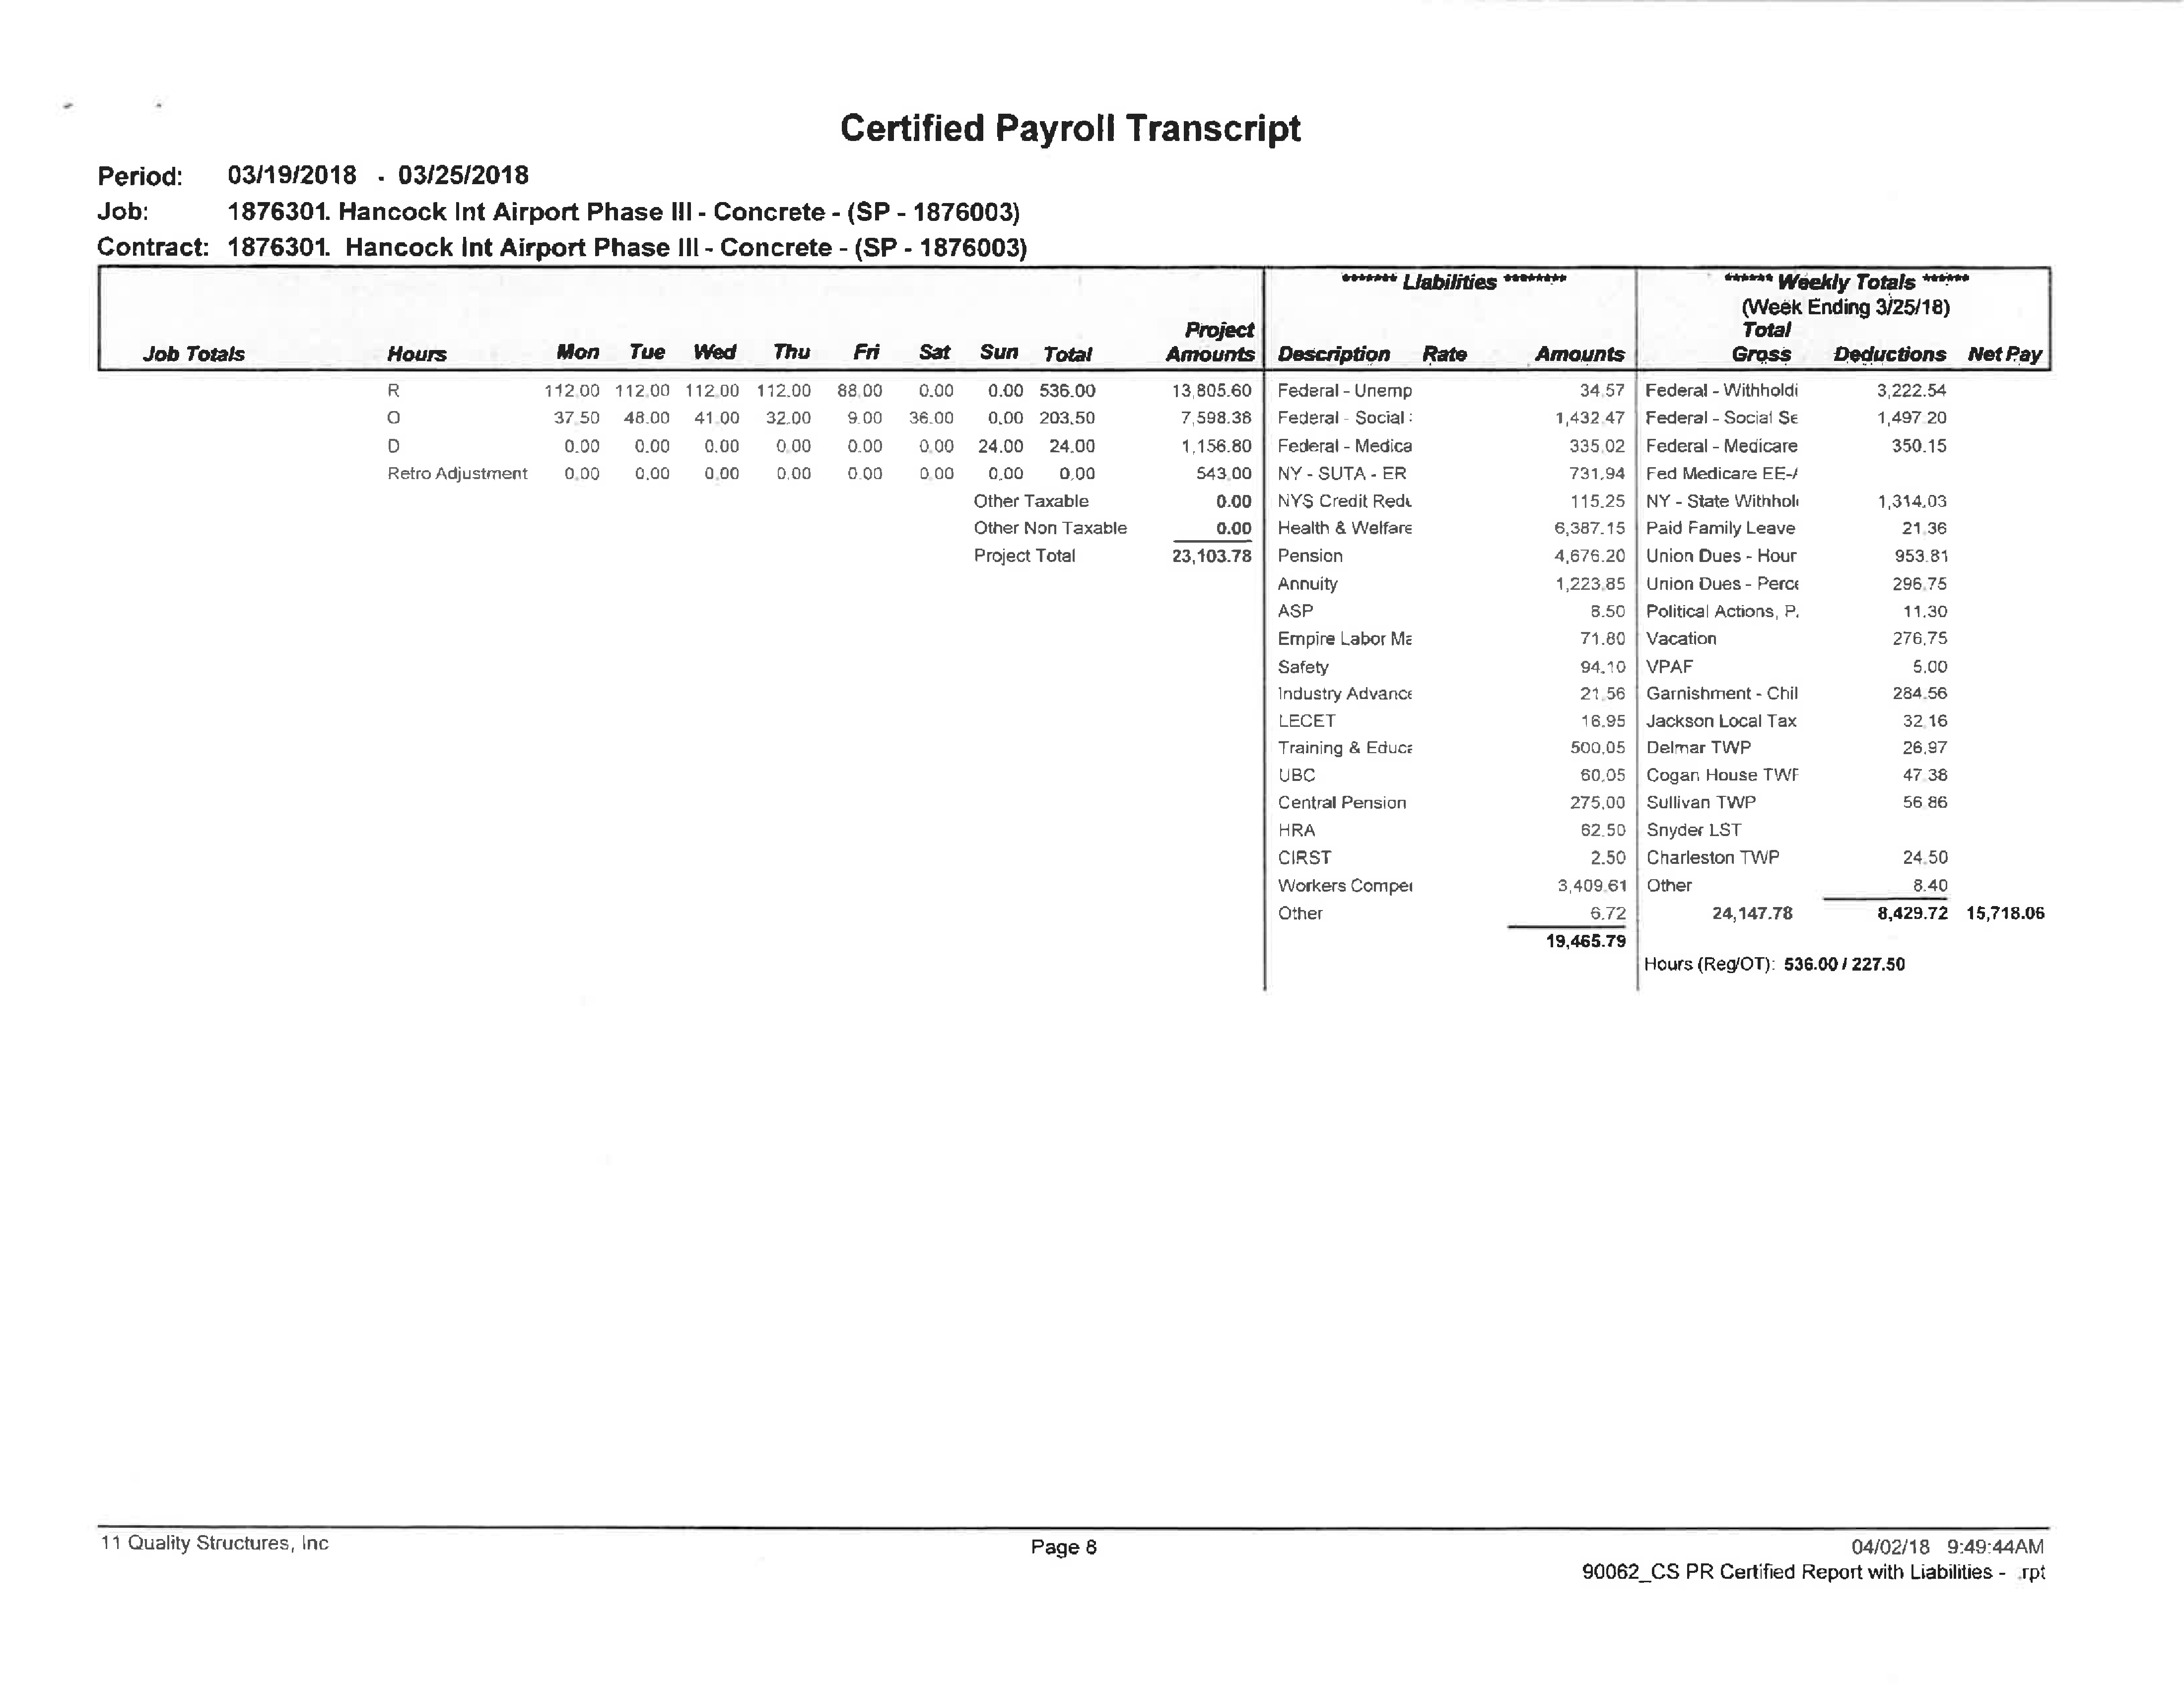 Certified Payroll Transcript
Period: 03/19/2018 - 03/25/2018
Job: 1876301. Hancock Int Airport Phase III - Concrete - (SP - 1876003)
Contract: 1876301. Hancock Int Airport Phase III - Concrete - (SP - 1876003)
******* Liabilities ******** ****** Weekly Totals ******
(Week Ending 3/25/18)
Project Total
Job Totals Hours Mon Tue Wed Thu Fri Sat Sun Total Amounts Description Rate Amounts Gross Deductions Net Pay
R 112.00 112.00 112.00 112.00 88.00 0.00 0.00 536.00 13,805.60 Federal - Unemp 34.57 Federal - Withholdi 3,222.54
O 37.50 48.00 41.00 32.00 9.00 36.00 0.00 203.50 7,598.38 Federal - Social : 1,432.47 Federal - Social Se 1,497.20
D 0.00 0.00 0.00 0.00 0.00 0.00 24.00 24.00 1,156.80 Federal - Medica 335.02 Federal - Medicare 350.15
Retro Adjustment 0.00 0.00 0.00 0.00 0.00 0.00 0.00 0.00 543.00 NY - SUTA - ER 731.94 Fed Medicare EE-/
Other Taxable 0.00 NYS Credit Redu 115.25 NY - State Withholi 1,314.03
Other Non Taxable 0.00 Health & Welfare 6,387.15 Paid Family Leave 21.36
Project Total 23,103.78 Pension 4,676.20 Union Dues - Hour 953.81
Annuity 1,223.85 Union Dues - Perce 296.75
ASP 8.50 Political Actions, P. 11.30
Empire Labor Ma 71.80 Vacation 276.75
Safety 94.10 VPAF 5.00
Industry Advance 21.56 Garnishment - Chil 284.56
LECET 16.95 Jackson Local Tax 32.16
Training & Educa 500.05 Delmar TWP 26.97
UBC 60.05 Cogan House TWF 47.38
Central Pension 275.00 Sullivan TWP 56.86
HRA 62.50 Snyder LST
CIRST 2.50 Charleston TWP 24.50
Workers Compei 3,409.61 Other 8.40
Other 6.72 24,147.78 8,429.72 15,718.06
19,465.79
Hours (Reg/OT): 536.00 / 227.50
11 Quality Structures, Inc Page 8 04/02/18 9:49:44AM
90062_CS PR Certified Report with Liabilities - .rpt